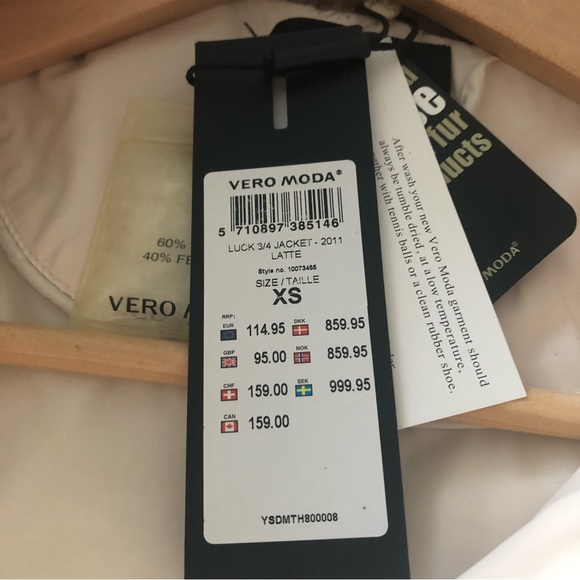 VERO MODA®
5 710897 385146
LUCK 3/4 JACKET - 2011
LATTE
Style no. 10073455
SIZE / TAILLE
XS
RRP:
EUR 114.95 DKK 859.95
GBP 95.00 NOK 859.95
CHF 159.00 SEK 999.95
CAN 159.00
YSDMTH800008
60%
40%
VERO
fur
MODA®
After wash your new Vero Moda garment should
always be tumble dried, at a low temperature,
with tennis balls or a clean rubber shoe.